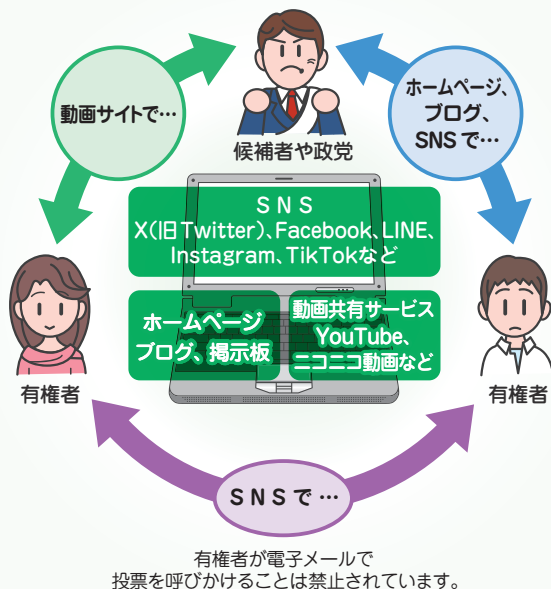 動画サイトで…
ホームページ、
ブログ、
SNSで…
候補者や政党
SNS
X(旧Twitter)、Facebook、LINE、
Instagram、TikTokなど
ホームページ
ブログ、掲示板
動画共有サービス
YouTube、
ニコニコ動画など
有権者
有権者
SNSで…
有権者が電子メールで
投票を呼びかけることは禁止されています。